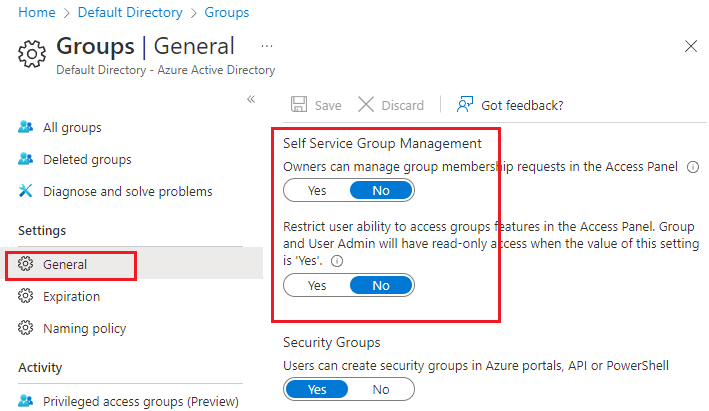 Home > Default Directory > Groups
Groups | General ...
Default Directory - Azure Active Directory
«
Save Discard Got feedback?
All groups
Deleted groups
Diagnose and solve problems
Settings
General
Expiration
Naming policy
Activity
Privileged access groups (Preview)
Self Service Group Management
Owners can manage group membership requests in the Access Panel
Yes No
Restrict user ability to access groups features in the Access Panel. Group
and User Admin will have read-only access when the value of this setting
is 'Yes'.
Yes No
Security Groups
Users can create security groups in Azure portals, API or PowerShell
Yes No